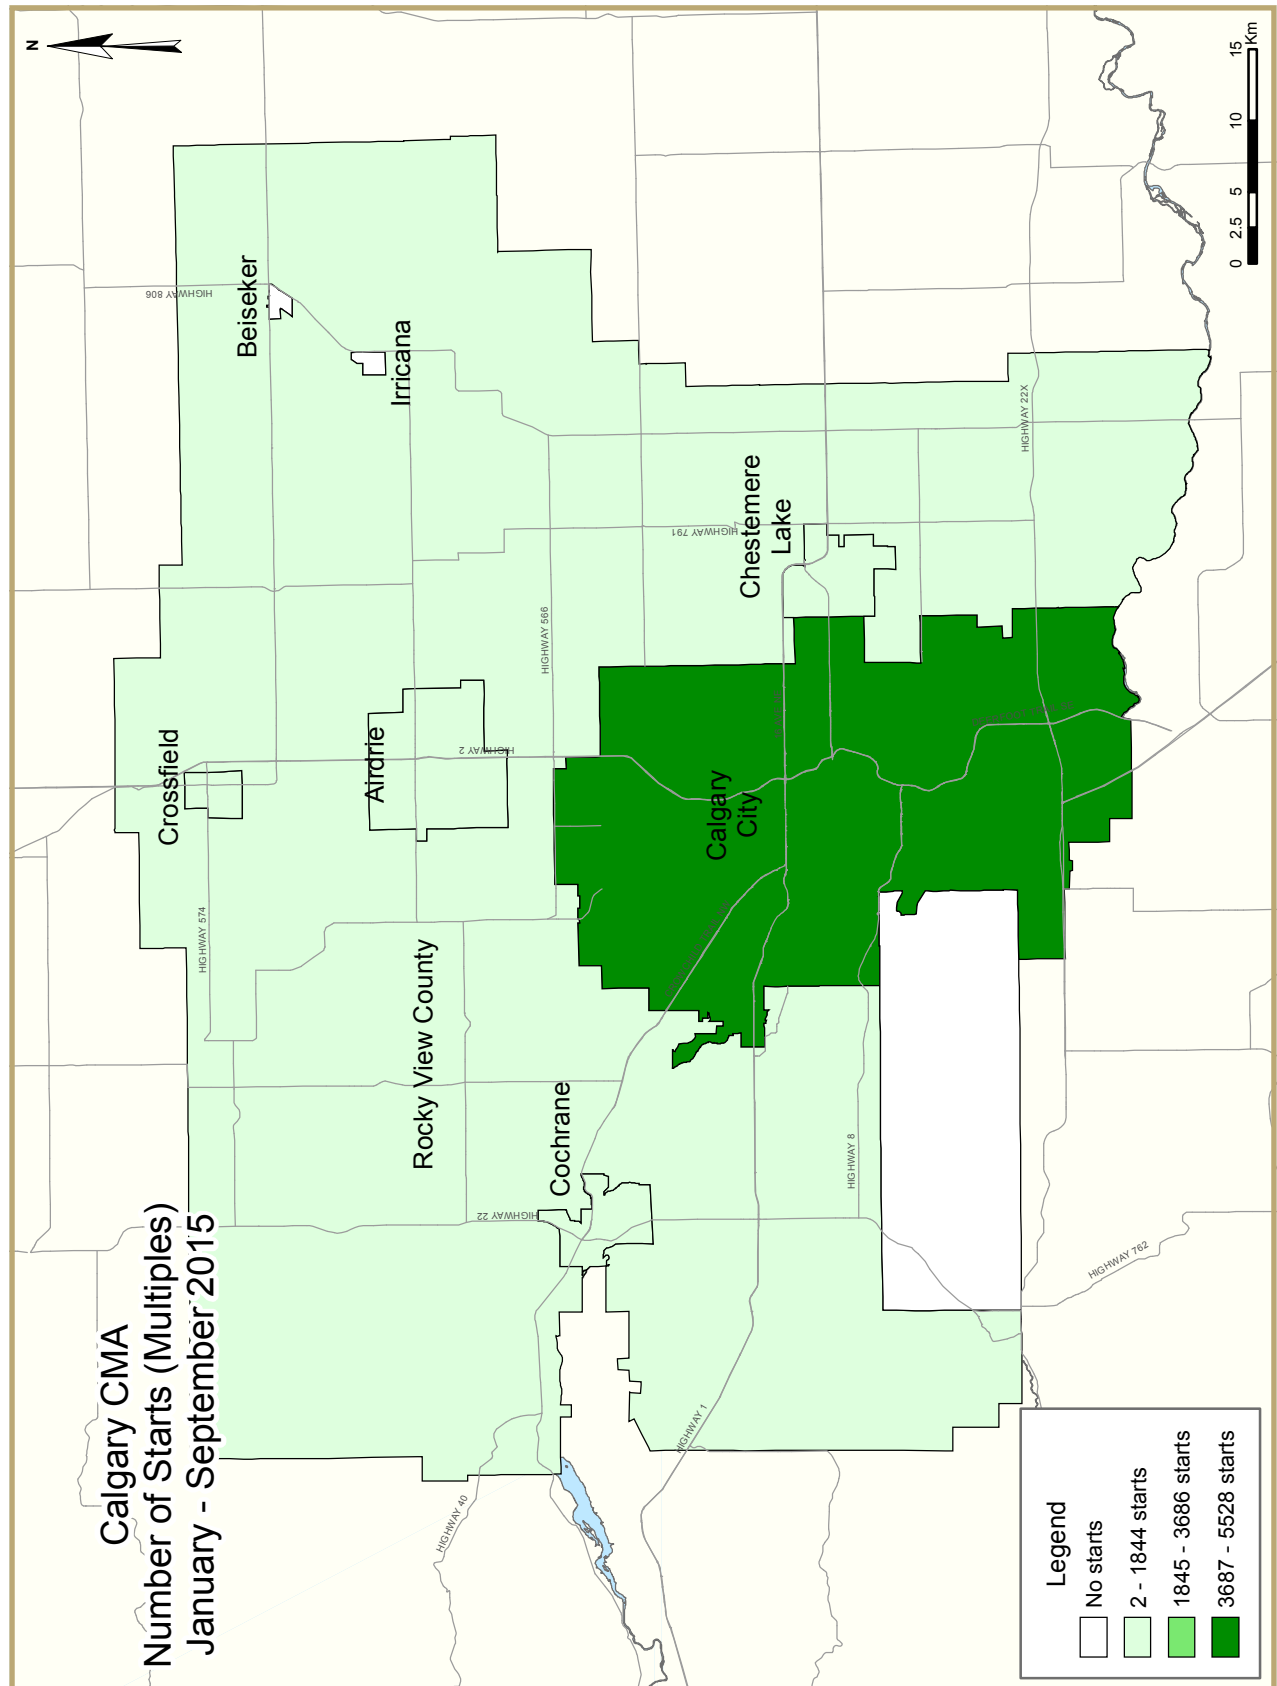 Calgary CMA
Number of Starts (Multiples)
January - September 2015
N
HIGHWAY 806
Beiseker
Irricana
Crossfield
HIGHWAY 574
Airdrie
HIGHWAY 2
HIGHWAY 566
Rocky View County
HIGHWAY 791
Chestemere
Lake
HIGHWAY 22X
Calgary
City
Cochrane
HIGHWAY 22
HIGHWAY 8
HIGHWAY 40
HIGHWAY 1
HIGHWAY 762
Legend
No starts
2 - 1844 starts
1845 - 3686 starts
3687 - 5528 starts
0 2.5 5 10 15
Km